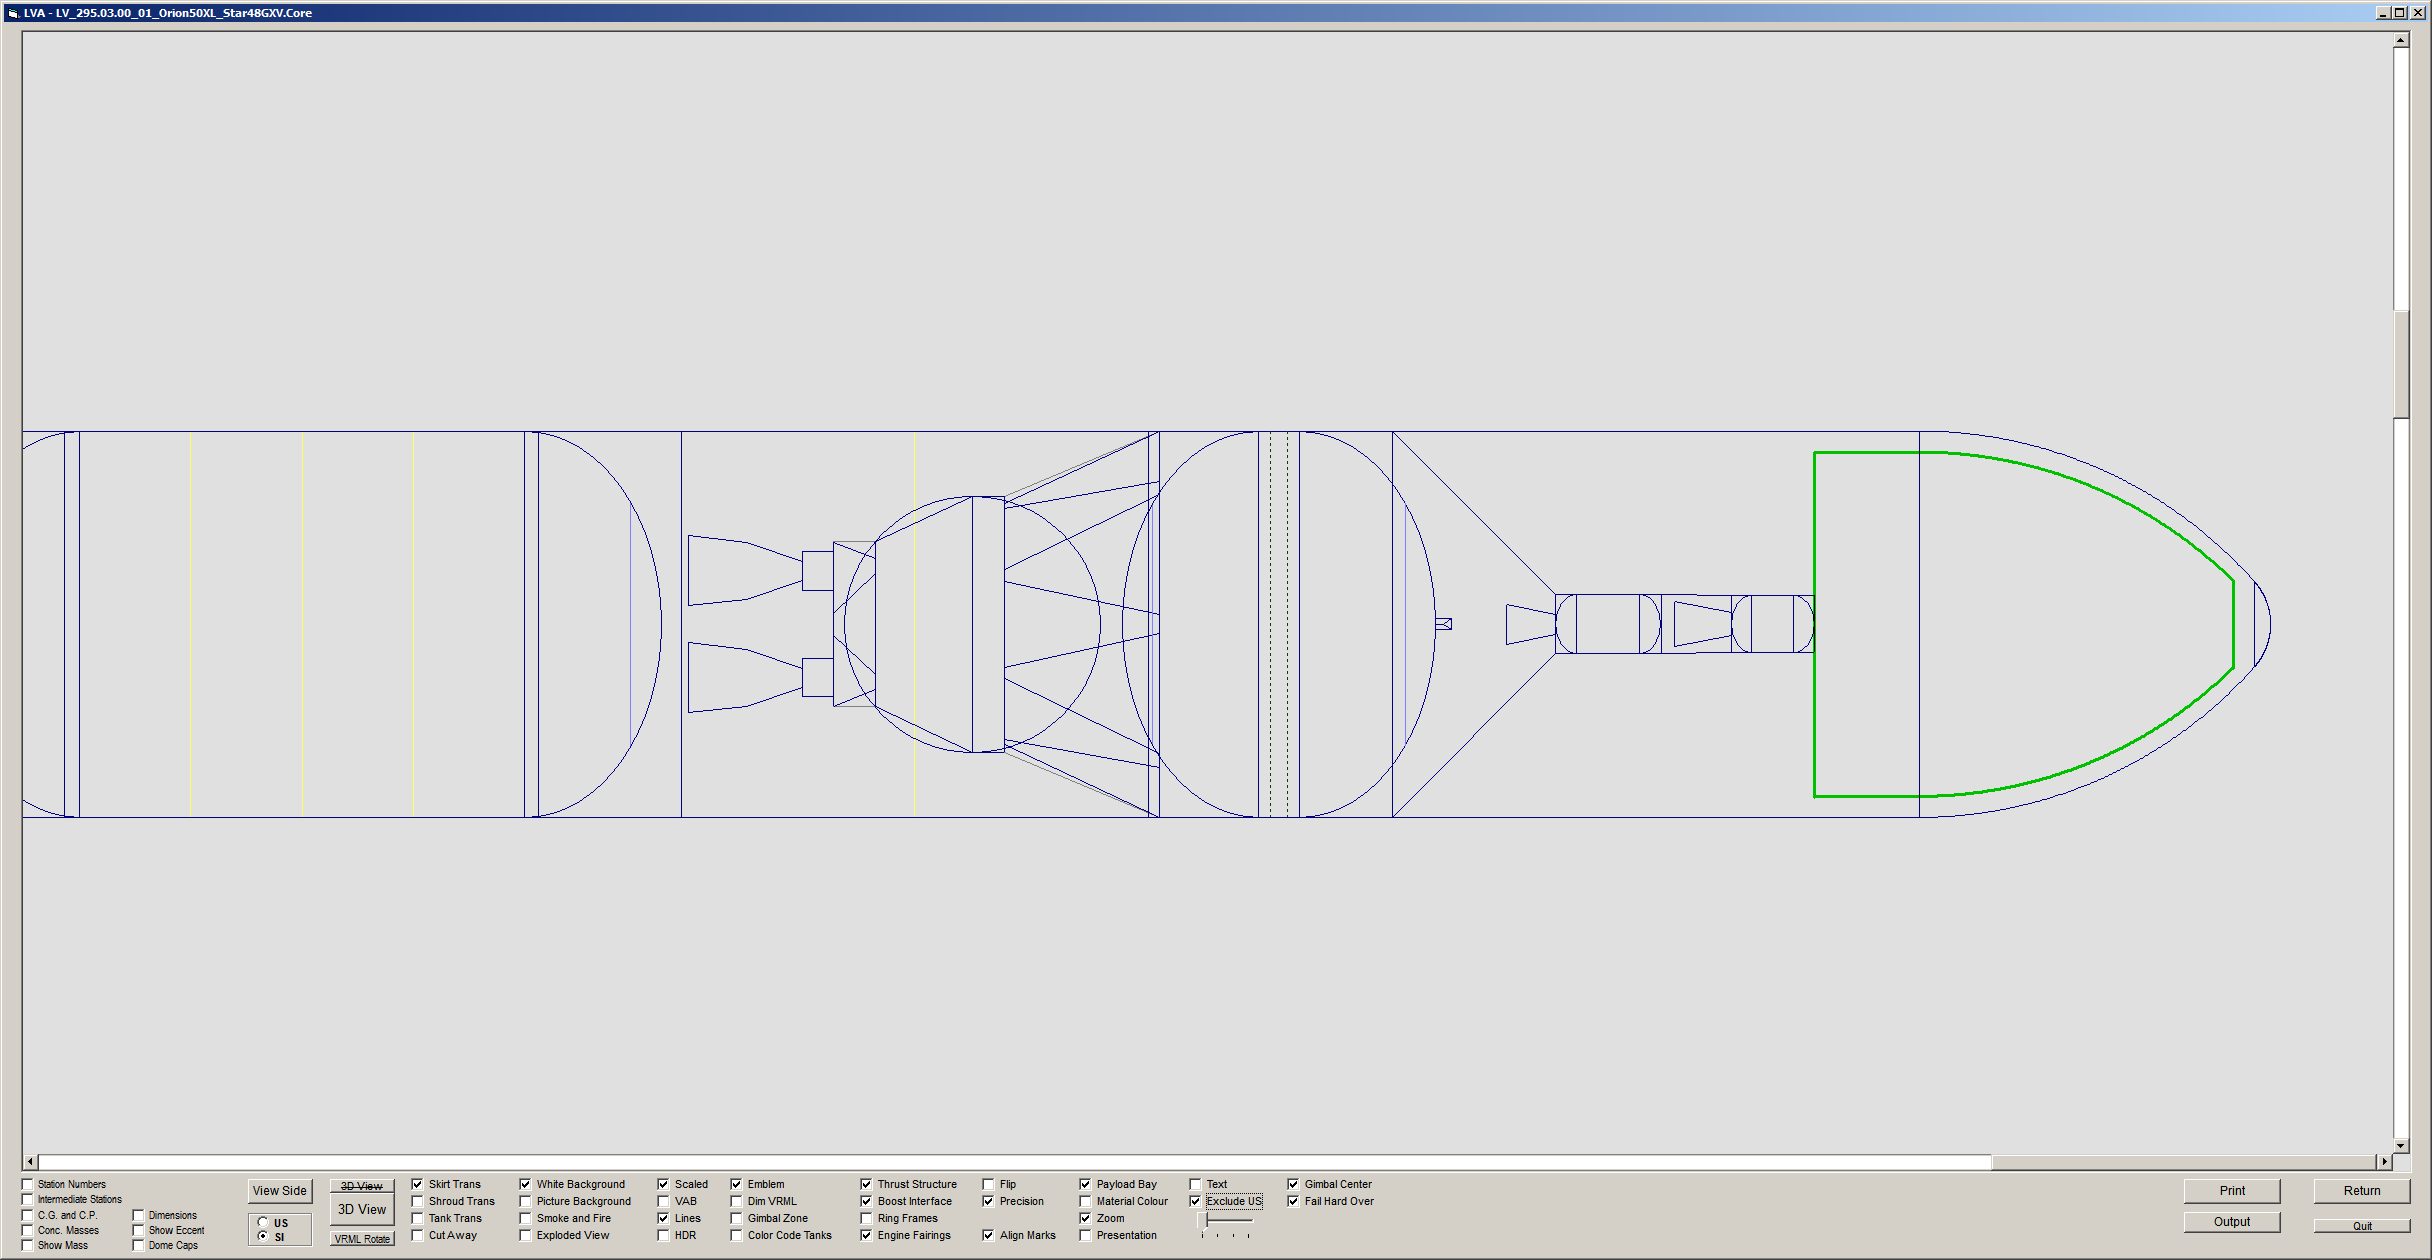 LVA - LV_295.03.00_01_Orion50XL_Star48GXV.Core
Station Numbers
Intermediate Stations
C.G. and C.P.
Conc. Masses
Show Mass
Dimensions
Show Eccent
Dome Caps
View Side
US
SI
3D View
3D View
VRML Rotate
Skirt Trans
Shroud Trans
Tank Trans
Cut Away
White Background
Picture Background
Smoke and Fire
Exploded View
Scaled
VAB
Lines
HDR
Emblem
Dim VRML
Gimbal Zone
Color Code Tanks
Thrust Structure
Boost Interface
Ring Frames
Engine Fairings
Flip
Precision
Align Marks
Payload Bay
Material Colour
Zoom
Presentation
Text
Exclude US
Gimbal Center
Fail Hard Over
Print
Output
Return
Quit